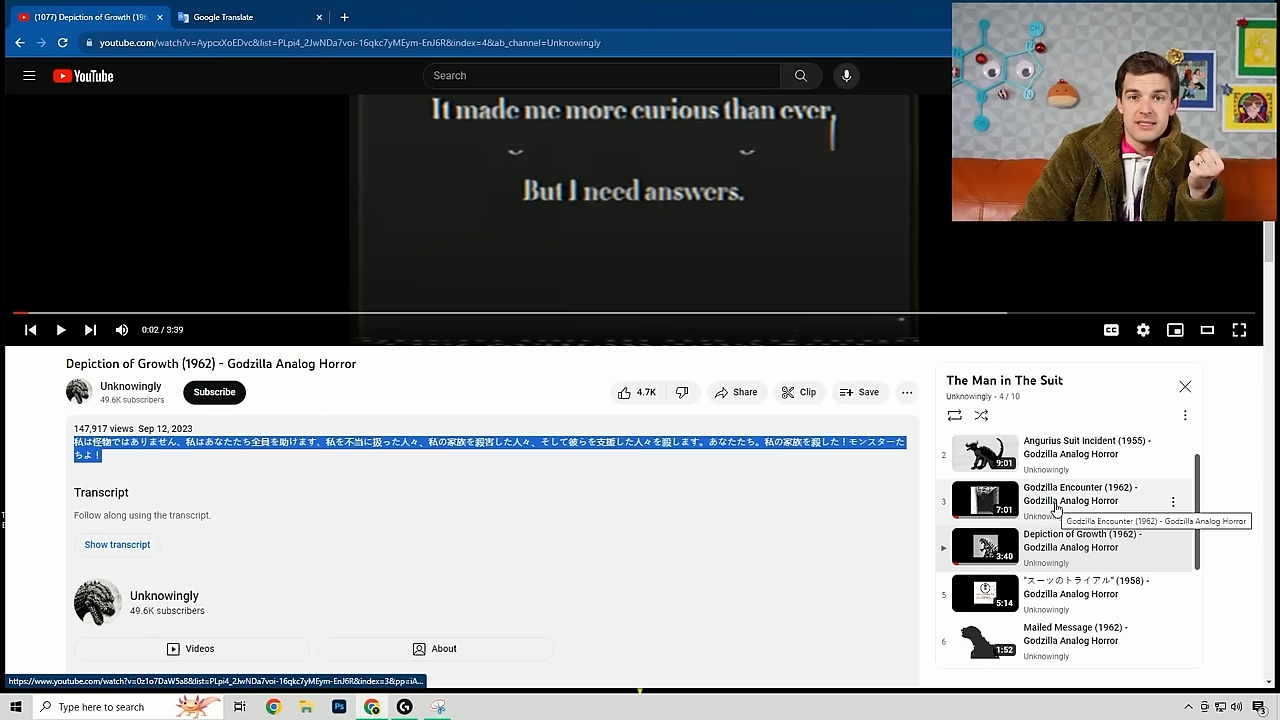 (1077) Depiction of Growth (196
Google Translate
youtube.com/watch?v=AypcxXoEDvc&list=PLpi4_2JwNDa7voi-16qkc7yMEym-EnJ6R&index=4&ab_channel=Unknowingly
YouTube
Search
It made me more curious than ever,
But I need answers.
0:02 / 3:39
Depiction of Growth (1962) - Godzilla Analog Horror
Unknowingly
49.6K subscribers
Subscribe
4.7K
Share
Clip
Save
147,917 views Sep 12, 2023
私は怪物ではありません、私はあなたたち全員を助けます、私を不当に扱った人々、私の家族を殺害した人々、そして彼らを支援した人々を殺します。あなたたち。私の家族を殺した！モンスターた
ちよ！
Transcript
Follow along using the transcript.
Show transcript
Unknowingly
49.6K subscribers
Videos
About
The Man in The Suit
Unknowingly - 4 / 10
2
9:01
Angurius Suit Incident (1955) -
Godzilla Analog Horror
Unknowingly
3
7:01
Godzilla Encounter (1962) -
Godzilla Analog Horror
Unknow
Godzilla Encounter (1962) - Godzilla Analog Horror
3:40
Depiction of Growth (1962) -
Godzilla Analog Horror
Unknowingly
5
5:14
"スーツのトライアル" (1958) -
Godzilla Analog Horror
Unknowingly
6
1:52
Mailed Message (1962) -
Godzilla Analog Horror
Unknowingly
https://www.youtube.com/watch?v=0z1o7DaW5a8&list=PLpi4_2JwNDa7voi-16qkc7yMEym-EnJ6R&index=3&pp=iA...
Type here to search